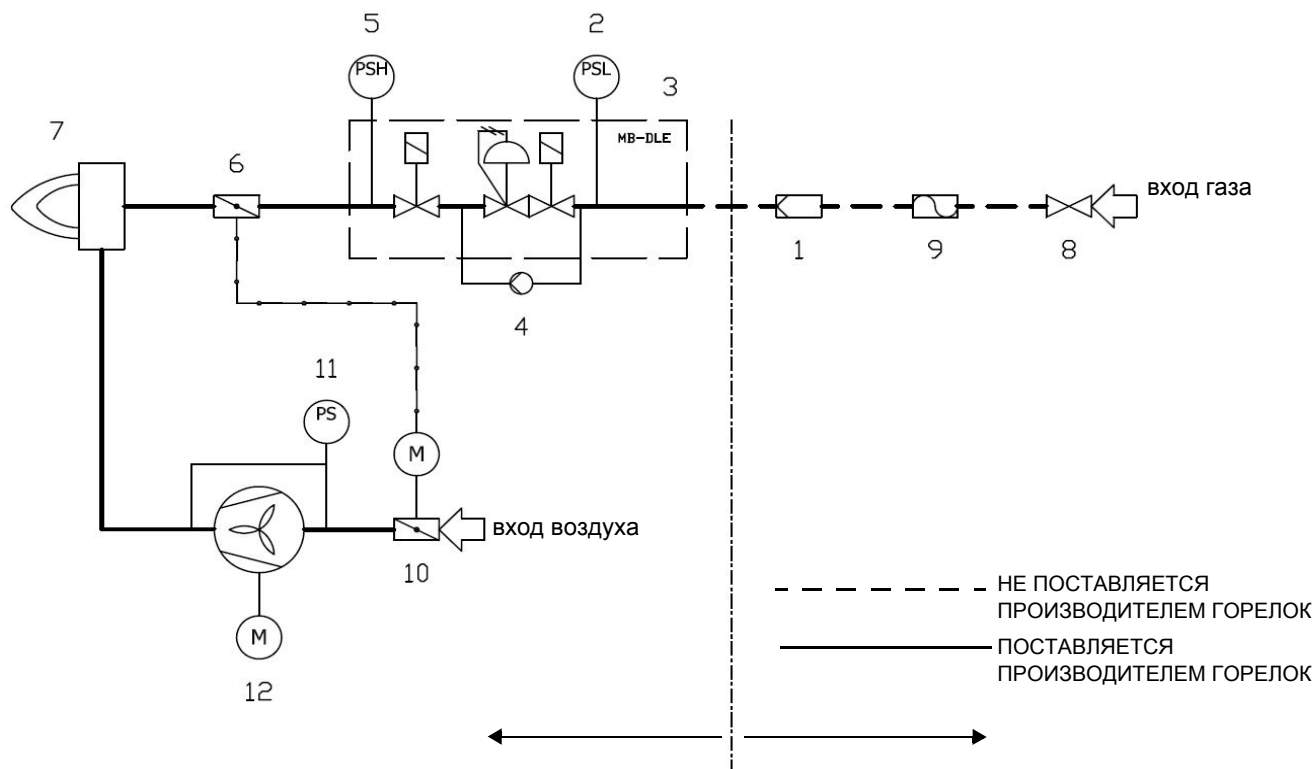 5
2
PSH
PSL
3
7
MB-DLE
6
вход газа
1
9
8
4
11
PS
M
вход воздуха
10
M
12
НЕ ПОСТАВЛЯЕТСЯ
ПРОИЗВОДИТЕЛЕМ ГОРЕЛОК
ПОСТАВЛЯЕТСЯ
ПРОИЗВОДИТЕЛЕМ ГОРЕЛОК